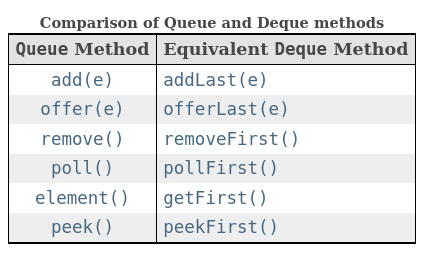 Comparison of Queue and Deque methods
Queue Method Equivalent Deque Method
add(e) addLast(e)
offer(e) offerLast(e)
remove() removeFirst()
poll() pollFirst()
element() getFirst()
peek() peekFirst()